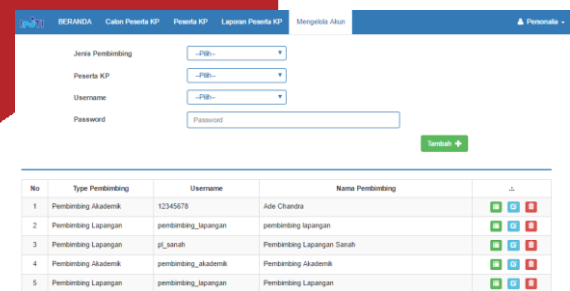 BERANDA Calon Peserta KP Peserta KP Laporan Peserta KP Mengelola Akun Personalia
Jenis Pembimbing --Pilih--
Peserta KP --Pilih--
Username --Pilih--
Password Password
Tambah
No Type Pembimbing Username Nama Pembimbing .:.
1 Pembimbing Akademik 12345678 Ade Chandra
2 Pembimbing Lapangan pembimbing_lapangan pembimbing lapangan
3 Pembimbing Lapangan pl_sanah Pembimbing Lapangan Sanah
4 Pembimbing Akademik pembimbing_akademik Pembimbing Akademik
5 Pembimbing Lapangan pembimbing_lapangan Pembimbing Lapangan